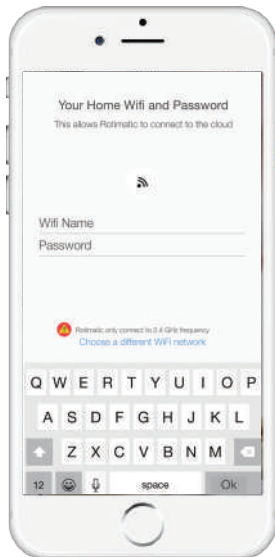 Your Home Wifi and Password
This allows Rotimatic to connect to the cloud
Wifi Name
Password
Rotimatic only connect to 2.4 GHz frequency
Choose a different WiFi network
Q W E R T Y U I O P
A S D F G H J K L
Z X C V B N M
12 space Ok